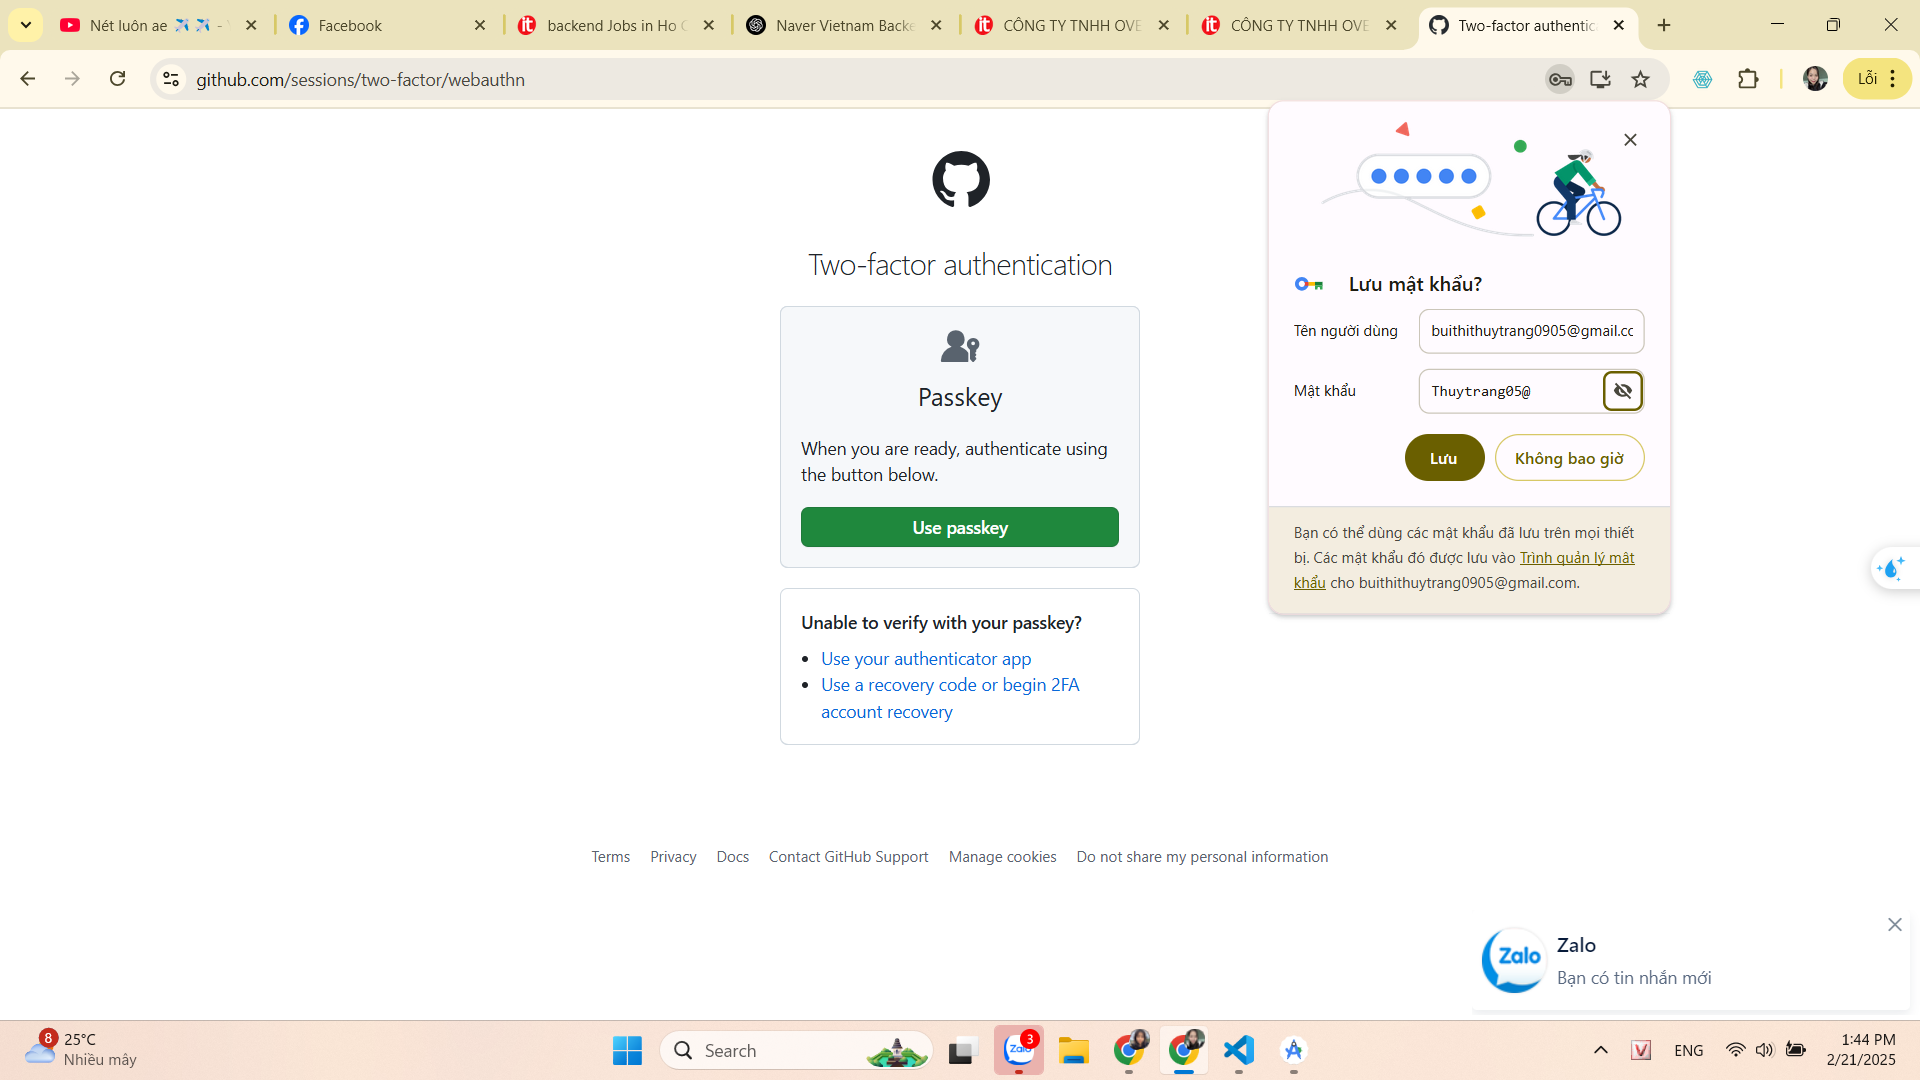 Nét luôn ae ✈️✈️ -
Facebook
backend Jobs in Ho C
Naver Vietnam Backe
CÔNG TY TNHH OVE
CÔNG TY TNHH OVE
Two-factor authentica
github.com/sessions/two-factor/webauthn
Lỗi
Two-factor authentication
Passkey
When you are ready, authenticate using
the button below.
Use passkey
Unable to verify with your passkey?
Use your authenticator app
Use a recovery code or begin 2FA
account recovery
Lưu mật khẩu?
Tên người dùng
buithithuytrang0905@gmail.cc
Mật khẩu
Thuytrang05@
Lưu
Không bao giờ
Bạn có thể dùng các mật khẩu đã lưu trên mọi thiết
bị. Các mật khẩu đó được lưu vào Trình quản lý mật
khẩu cho buithithuytrang0905@gmail.com.
Terms
Privacy
Docs
Contact GitHub Support
Manage cookies
Do not share my personal information
Zalo
Zalo
Bạn có tin nhắn mới
8
25°C
Nhiều mây
Search
Zalo
3
V
ENG
1:44 PM
2/21/2025